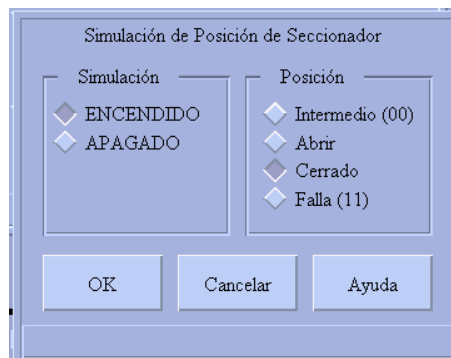 Simulación de Posición de Seccionador
Simulación
ENCENDIDO
APAGADO
Posición
Intermedio (00)
Abrir
Cerrado
Falla (11)
OK
Cancelar
Ayuda